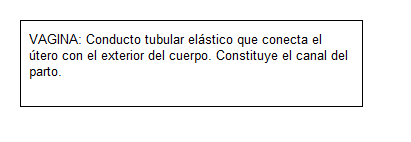 VAGINA: Conducto tubular elástico que conecta el
útero con el exterior del cuerpo. Constituye el canal del
parto.